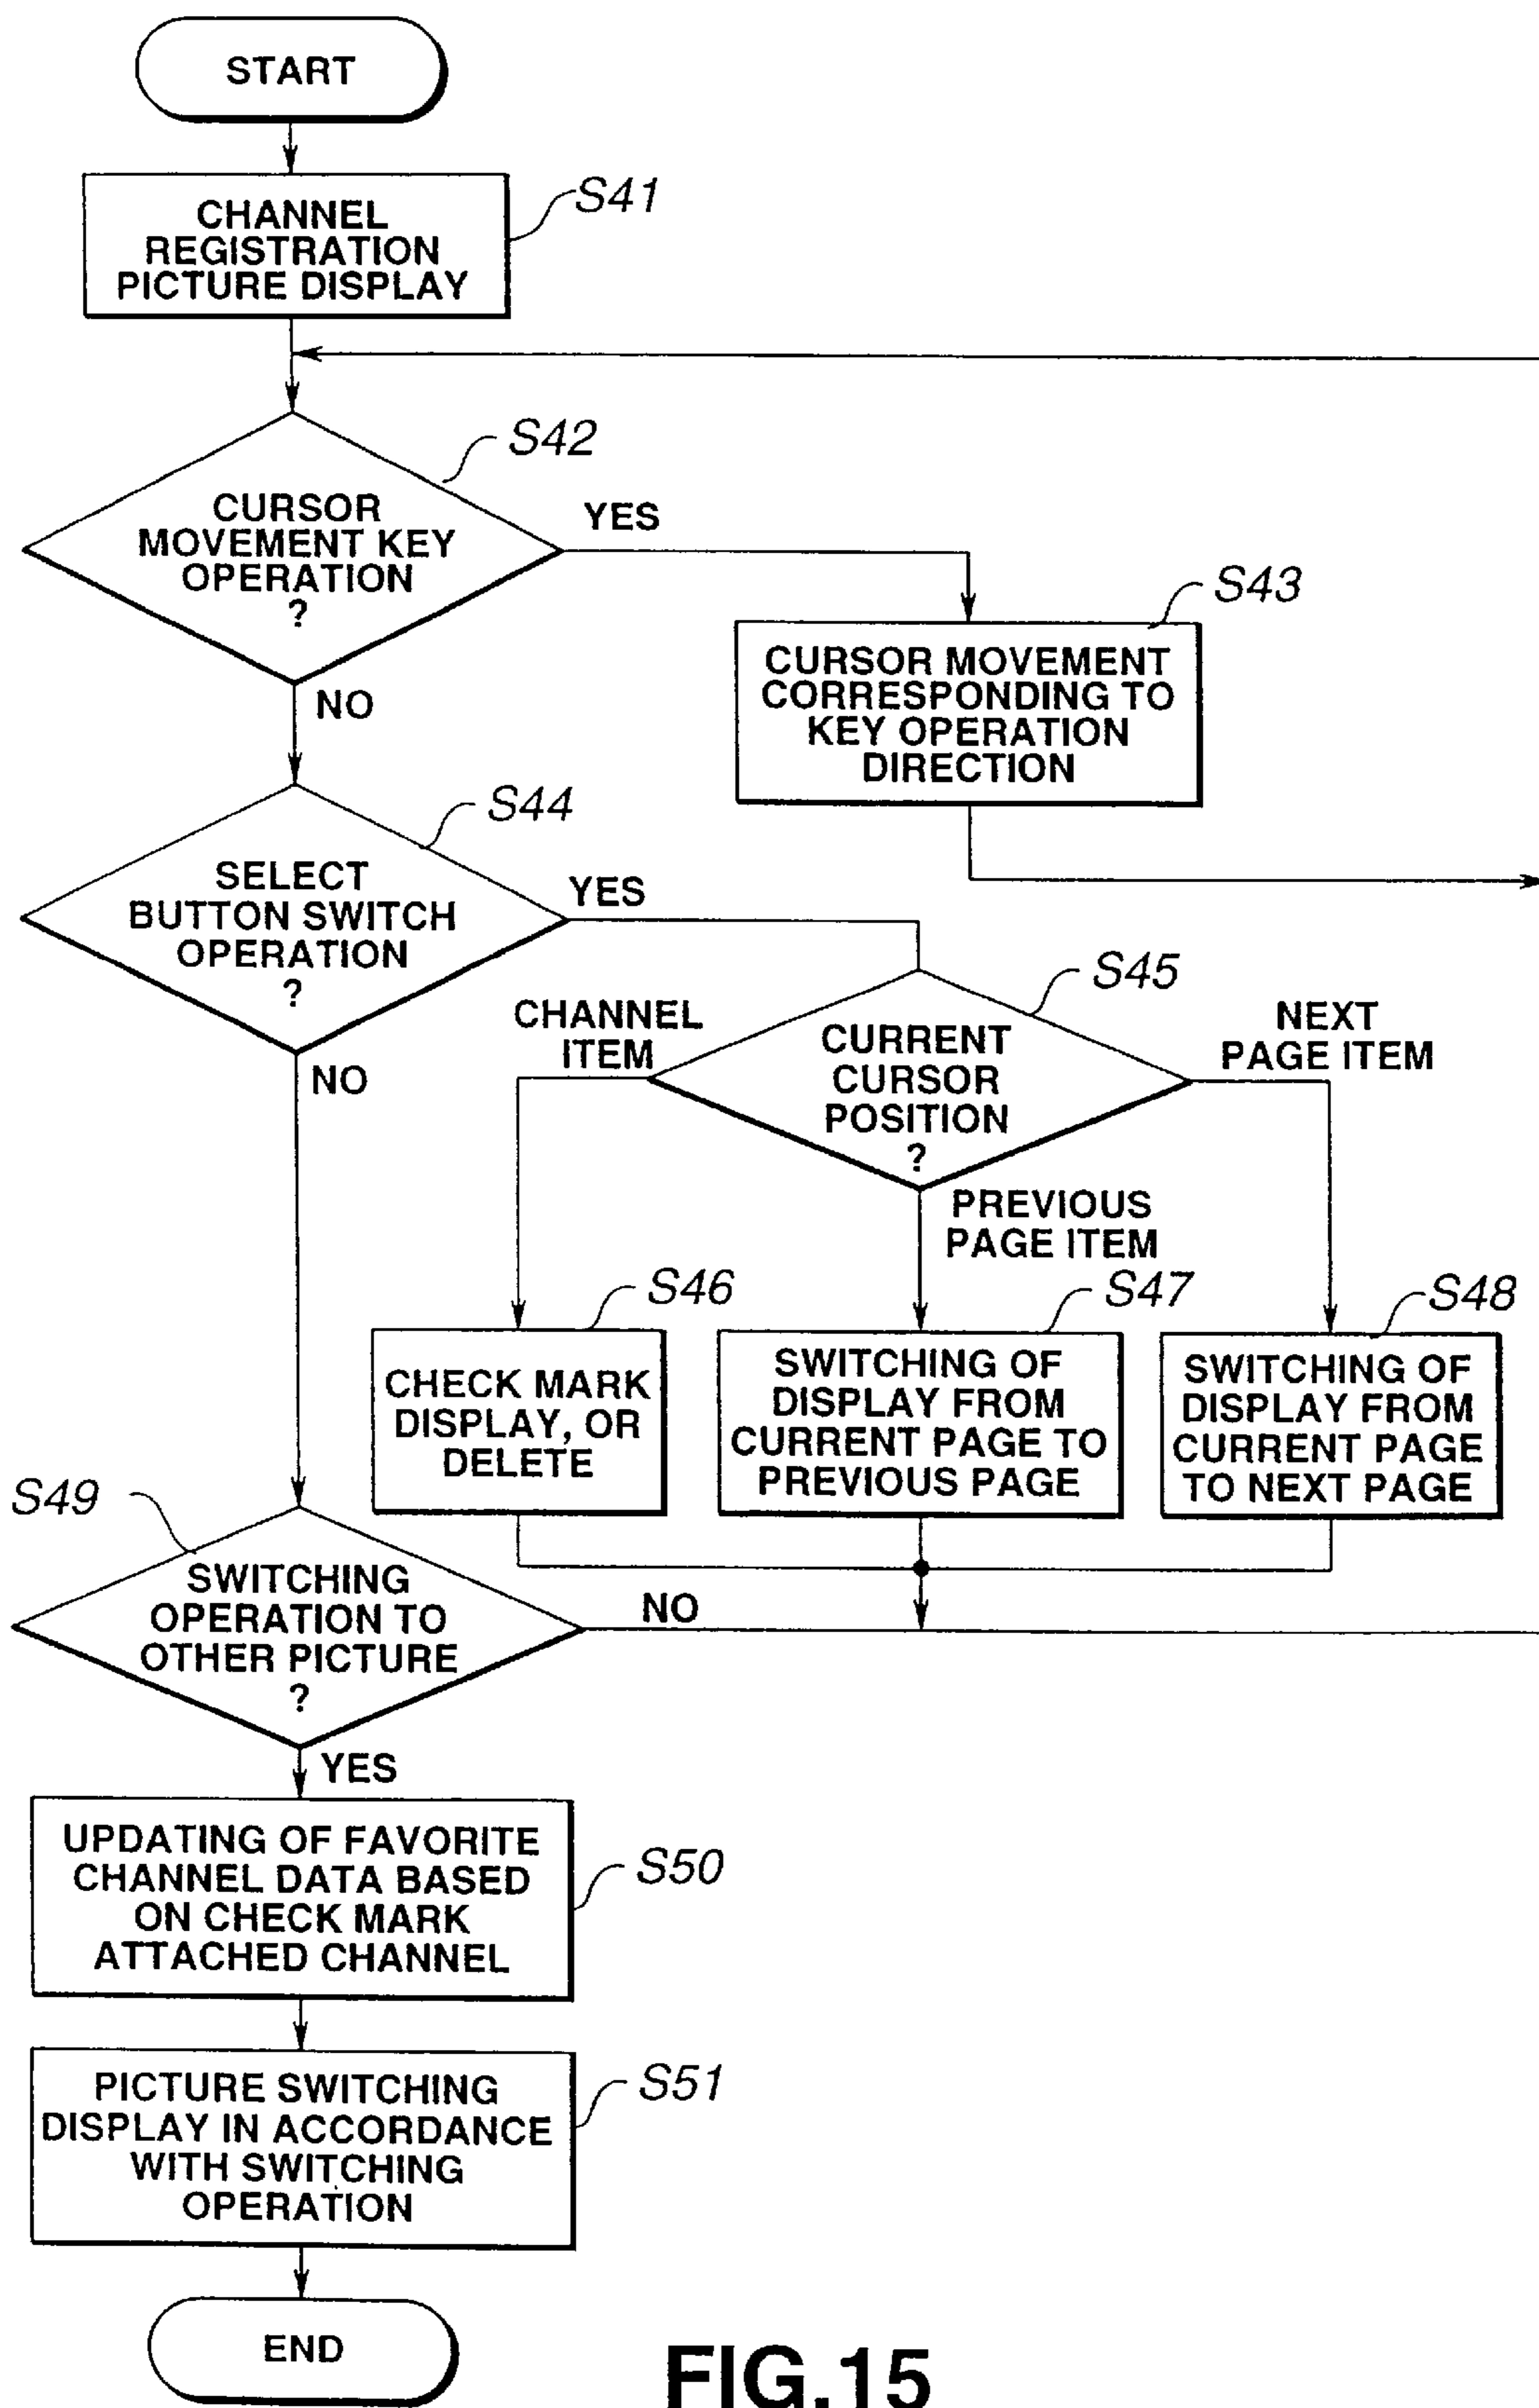 START
CHANNEL
REGISTRATION
PICTURE DISPLAY
S41
CURSOR
MOVEMENT KEY
OPERATION
?
S42
YES
NO
CURSOR MOVEMENT
CORRESPONDING TO
KEY OPERATION
DIRECTION
S43
SELECT
BUTTON SWITCH
OPERATION
?
S44
YES
NO
CURRENT
CURSOR
POSITION
?
S45
CHANNEL
ITEM
NEXT
PAGE ITEM
PREVIOUS
PAGE ITEM
S46
CHECK MARK
DISPLAY, OR
DELETE
S47
SWITCHING OF
DISPLAY FROM
CURRENT PAGE TO
PREVIOUS PAGE
S48
SWITCHING OF
DISPLAY FROM
CURRENT PAGE
TO NEXT PAGE
S49
SWITCHING
OPERATION TO
OTHER PICTURE
?
NO
YES
UPDATING OF FAVORITE
CHANNEL DATA BASED
ON CHECK MARK
ATTACHED CHANNEL
S50
PICTURE SWITCHING
DISPLAY IN ACCORDANCE
WITH SWITCHING
OPERATION
S51
END
FIG.15